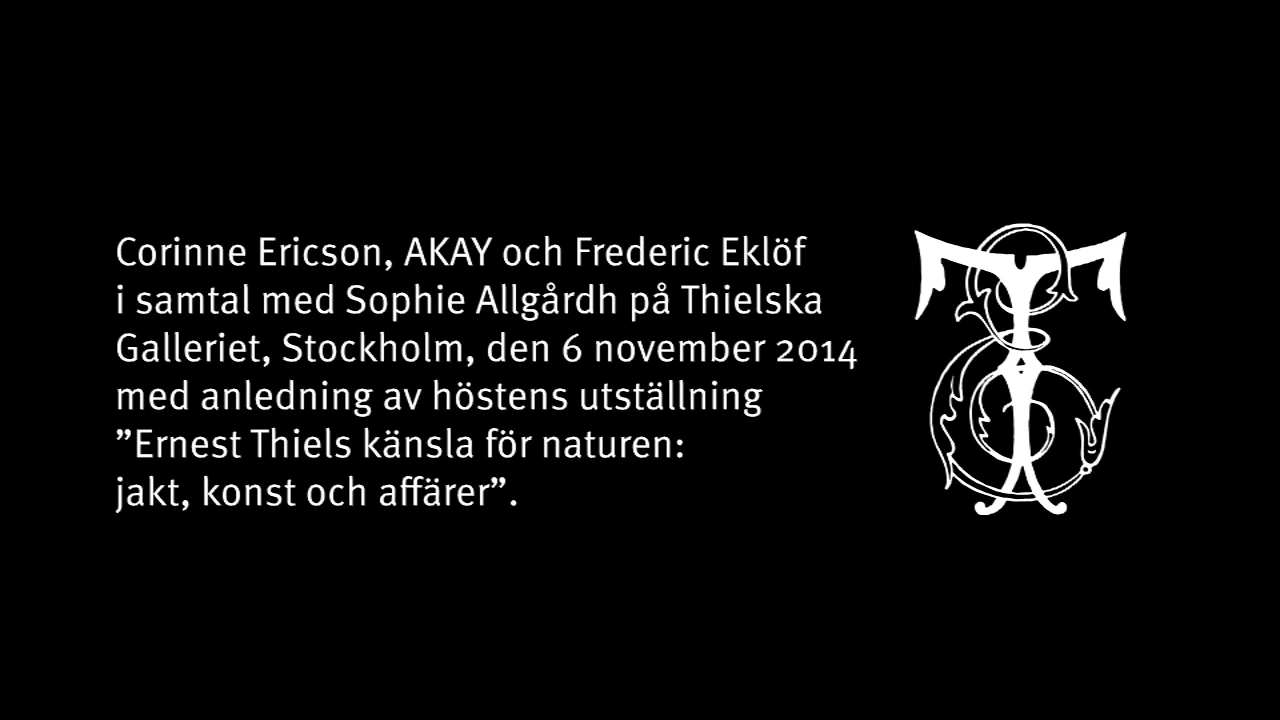 Corinne Ericson, AKAY och Frederic Eklöf
i samtal med Sophie Allgårdh på Thielska
Galleriet, Stockholm, den 6 november 2014
med anledning av höstens utställning
”Ernest Thiels känsla för naturen:
jakt, konst och affärer”.